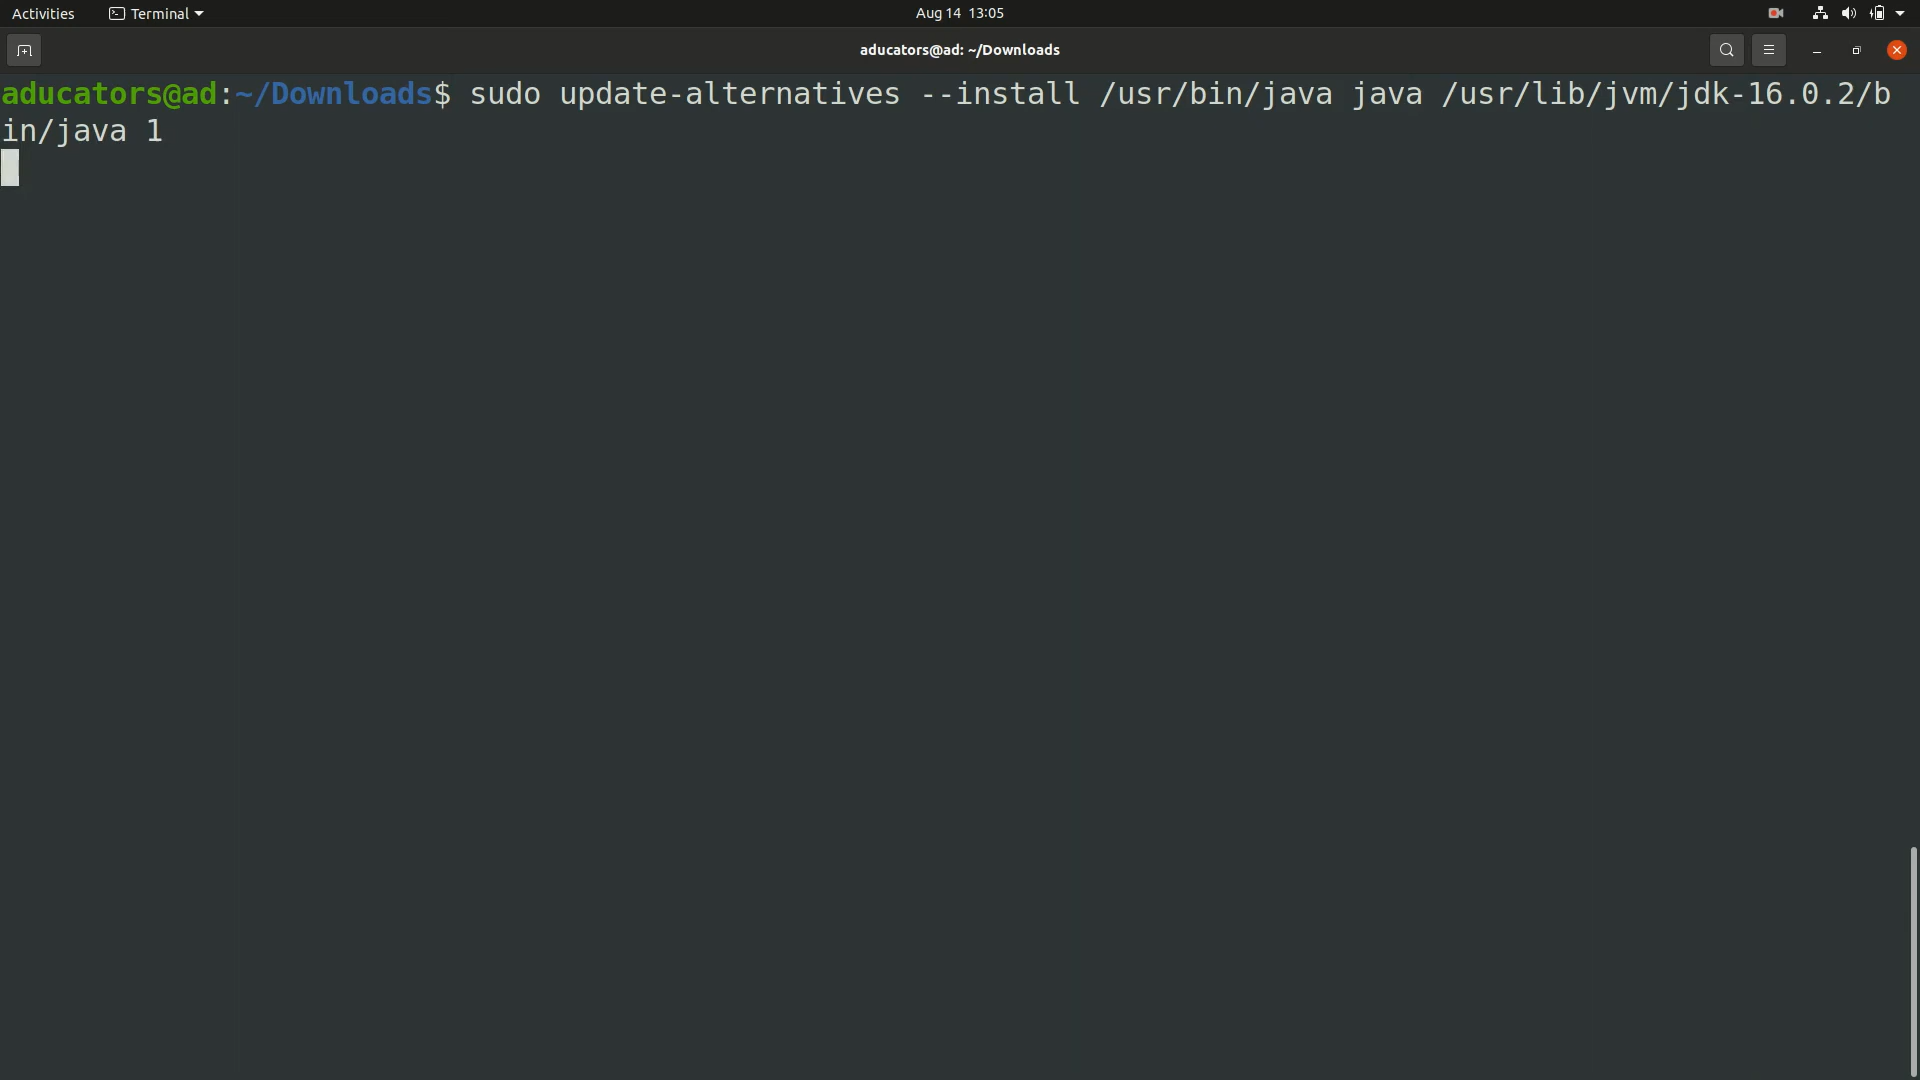 Activities Terminal Aug 14 13:05
aducators@ad: ~/Downloads
aducators@ad:~/Downloads$ sudo update-alternatives --install /usr/bin/java java /usr/lib/jvm/jdk-16.0.2/b
in/java 1